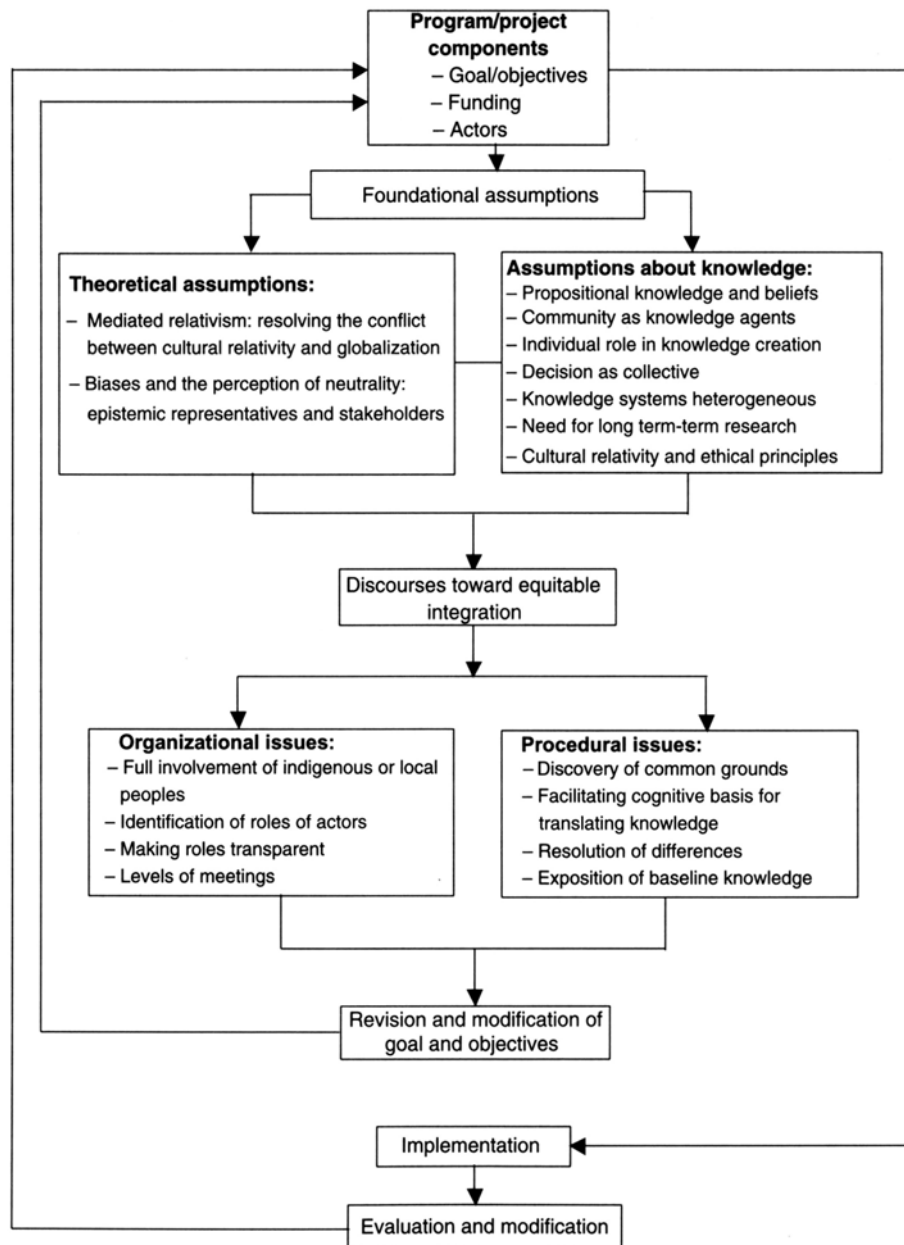 Program/project
components
– Goal/objectives
– Funding
– Actors
Foundational assumptions
Theoretical assumptions:
– Mediated relativism: resolving the conflict
between cultural relativity and globalization
– Biases and the perception of neutrality:
epistemic representatives and stakeholders
Assumptions about knowledge:
– Propositional knowledge and beliefs
– Community as knowledge agents
– Individual role in knowledge creation
– Decision as collective
– Knowledge systems heterogeneous
– Need for long term-term research
– Cultural relativity and ethical principles
Discourses toward equitable
integration
Organizational issues:
– Full involvement of indigenous or local
peoples
– Identification of roles of actors
– Making roles transparent
– Levels of meetings
Procedural issues:
– Discovery of common grounds
– Facilitating cognitive basis for
translating knowledge
– Resolution of differences
– Exposition of baseline knowledge
Revision and modification of
goal and objectives
Implementation
Evaluation and modification